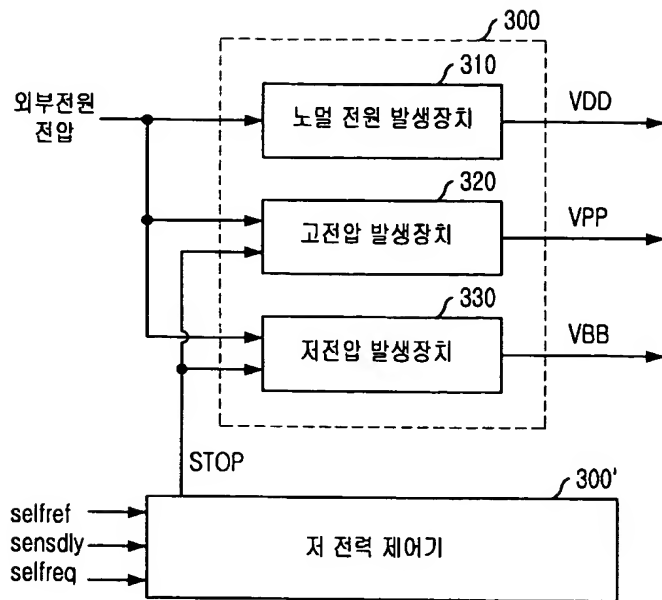 300
310
외부전원
전압
노멀 전원 발생장치
VDD
320
고전압 발생장치
VPP
330
저전압 발생장치
VBB
STOP
300'
selfref
sensdly
selfreq
저 전력 제어기